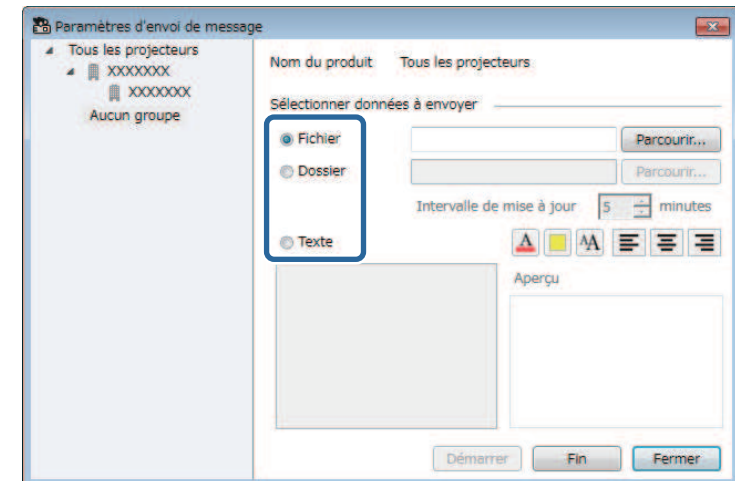 Paramètres d'envoi de message
Tous les projecteurs
XXXXXXX
XXXXXXX
Aucun groupe
Nom du produit Tous les projecteurs
Sélectionner données à envoyer
Fichier Parcourir...
Dossier Parcourir...
Intervalle de mise à jour 5 minutes
Texte A AA
Aperçu
Démarrer Fin Fermer